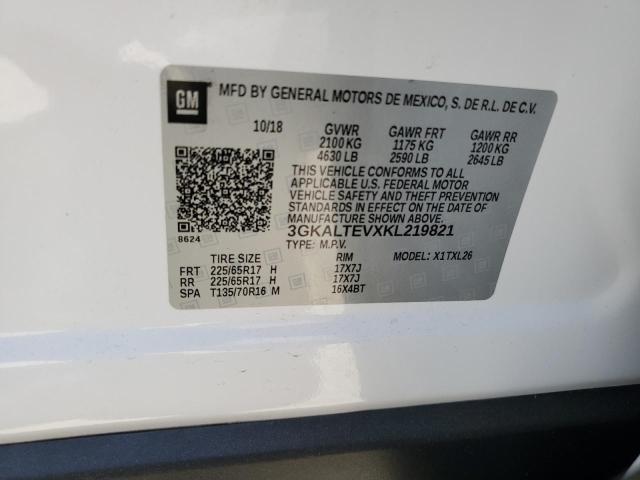 GM
MFD BY GENERAL MOTORS DE MEXICO, S. DE R.L. DE C.V.
10/18 GVWR GAWR FRT GAWR RR
2100 KG 1175 KG 1200 KG
4630 LB 2590 LB 2645 LB
THIS VEHICLE CONFORMS TO ALL
APPLICABLE U.S. FEDERAL MOTOR
VEHICLE SAFETY AND THEFT PREVENTION
STANDARDS IN EFFECT ON THE DATE OF
MANUFACTURE SHOWN ABOVE.
8624 3GKALTEVXKL219821
TYPE: M.P.V. MODEL: X1TXL26
TIRE SIZE RIM
FRT 225/65R17 H 17X7J
RR 225/65R17 H 17X7J
SPA T135/70R16 M 16X4BT